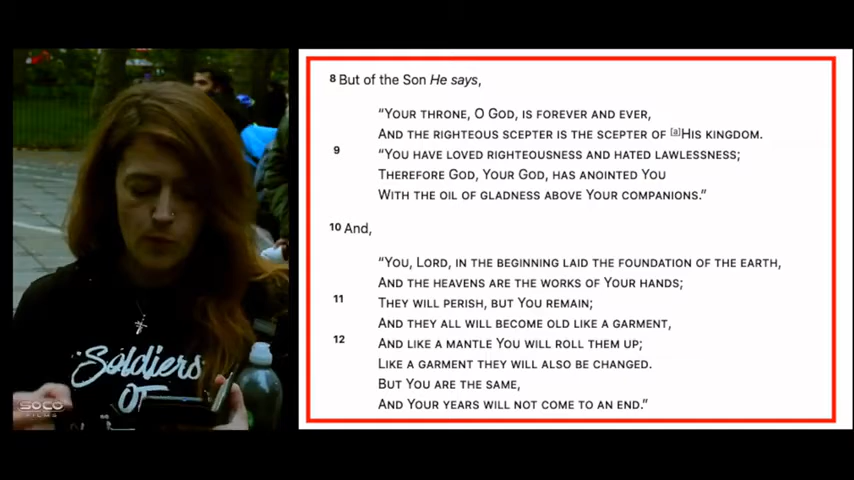 Soldiers
OF
SOCO
FILMS
8 But of the Son He says,
“YOUR THRONE, O GOD, IS FOREVER AND EVER,
AND THE RIGHTEOUS SCEPTER IS THE SCEPTER OF [a]HIS KINGDOM.
9 “YOU HAVE LOVED RIGHTEOUSNESS AND HATED LAWLESSNESS;
THEREFORE GOD, YOUR GOD, HAS ANOINTED YOU
WITH THE OIL OF GLADNESS ABOVE YOUR COMPANIONS.”
10 And,
“YOU, LORD, IN THE BEGINNING LAID THE FOUNDATION OF THE EARTH,
AND THE HEAVENS ARE THE WORKS OF YOUR HANDS;
11 THEY WILL PERISH, BUT YOU REMAIN;
AND THEY ALL WILL BECOME OLD LIKE A GARMENT,
12 AND LIKE A MANTLE YOU WILL ROLL THEM UP;
LIKE A GARMENT THEY WILL ALSO BE CHANGED.
BUT YOU ARE THE SAME,
AND YOUR YEARS WILL NOT COME TO AN END.”